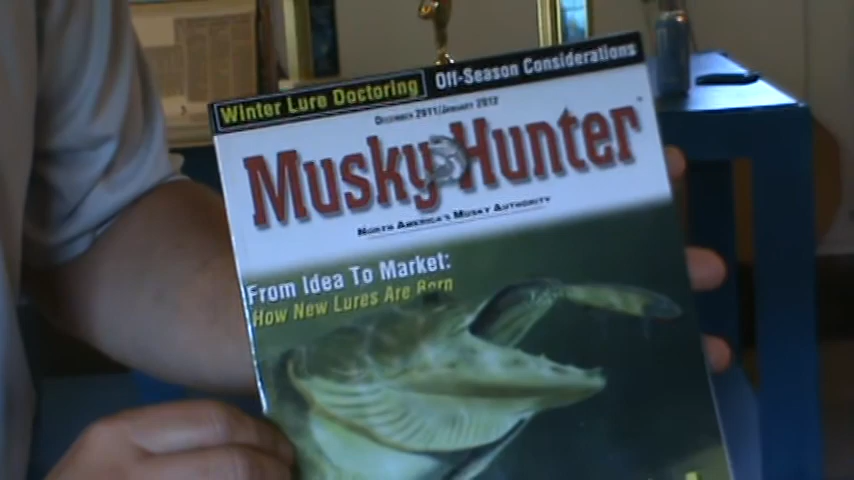 Winter Lure Doctoring Off-Season Considerations
December 2011/January 2012
Musky Hunter
North America's Musky Authority
From Idea To Market:
How New Lures Are Born